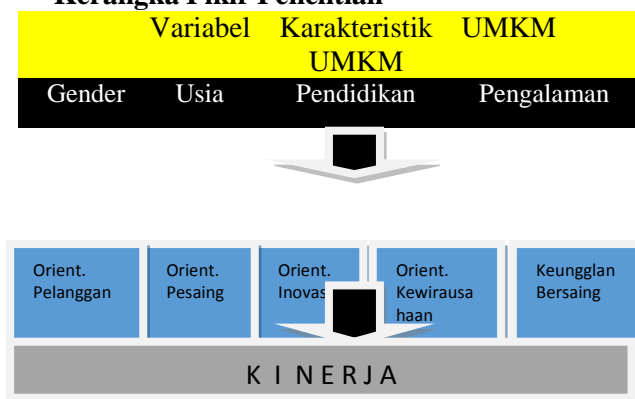 Kerangka Pikir Penelitian
Variabel Karakteristik UMKM
UMKM
Gender Usia Pendidikan Pengalaman
Orient.
Pelanggan
Orient.
Pesaing
Orient.
Inovas
Orient.
Kewirausa
haan
Keungglan
Bersaing
K I N E R J A